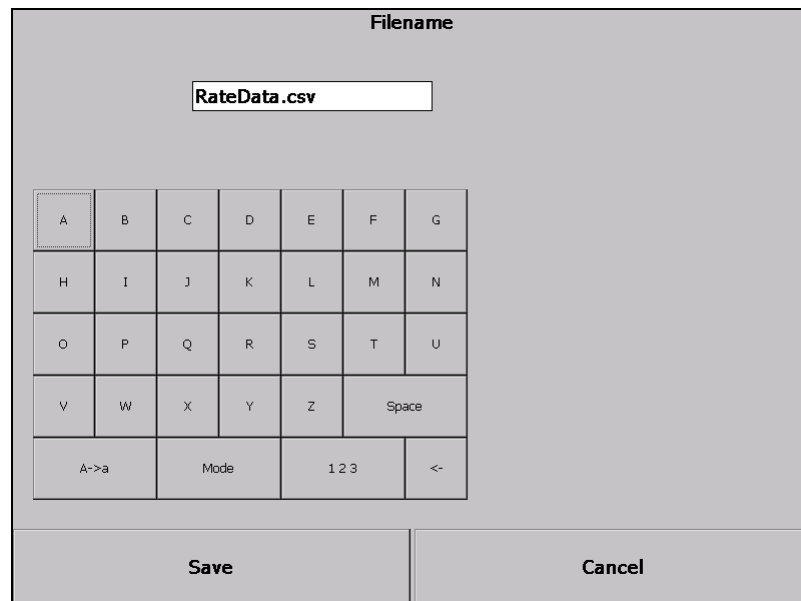 Filename
RateData.csv
A B C D E F G
H I J K L M N
O P Q R S T U
V W X Y Z Space
A->a Mode 1 2 3 <-
Save Cancel